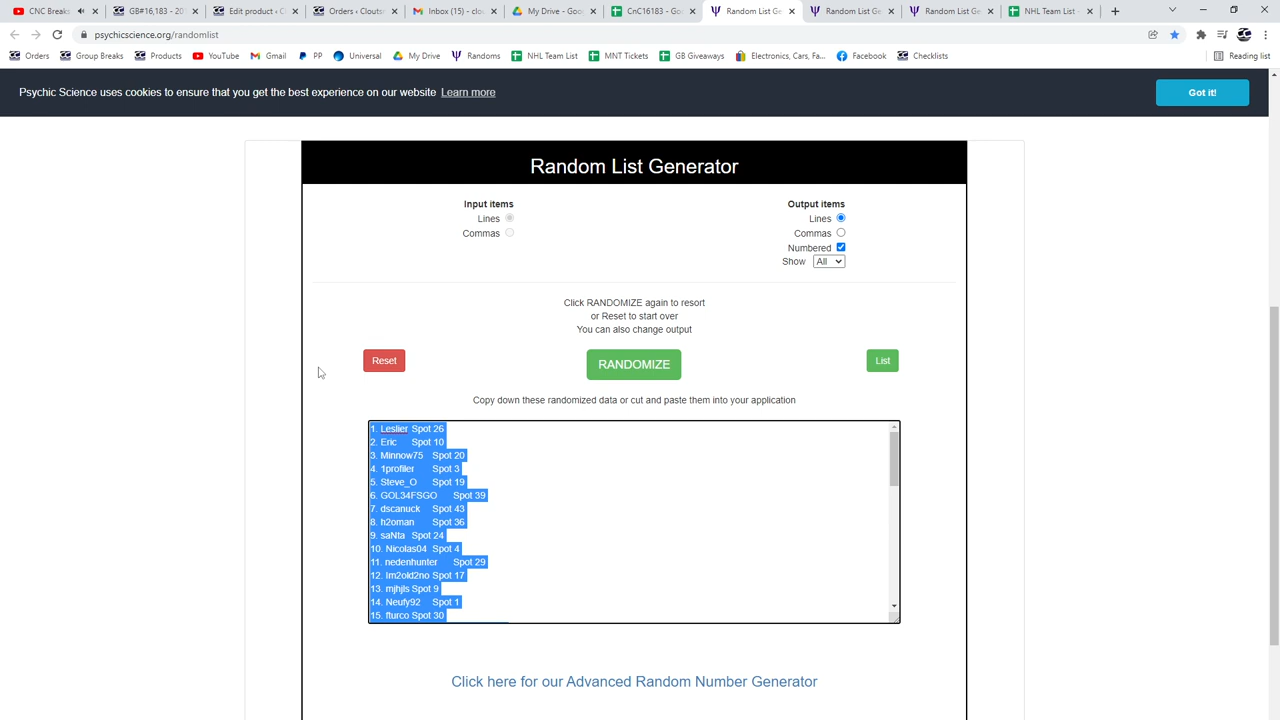 CNC Breaks
GB#16,183 - 20
Edit product ‹ C
Orders ‹ Clouts
Inbox (15) - clo
My Drive - Goo
CnC16183 - Goo
Random List Ge
Random List Ge
Random List Ge
NHL Team List
psychicscience.org/randomlist
Orders
Group Breaks
Products
YouTube
Gmail
PP
Universal
My Drive
Randoms
NHL Team List
MNT Tickets
GB Giveaways
Electronics, Cars, Fa...
Facebook
Checklists
Reading list
Psychic Science uses cookies to ensure that you get the best experience on our website Learn more
Got it!
Random List Generator
Input items
Lines
Commas
Output items
Lines
Commas
Numbered
Show All
Click RANDOMIZE again to resort
or Reset to start over
You can also change output
Reset
RANDOMIZE
List
Copy down these randomized data or cut and paste them into your application
1. Leslier Spot 26
2. Eric Spot 10
3. Minnow75 Spot 20
4. 1profiler Spot 3
5. Steve_O Spot 19
6. GOL34FSGO Spot 39
7. dscanuck Spot 43
8. h2oman Spot 36
9. saNta Spot 24
10. Nicolas04 Spot 4
11. nedenhunter Spot 29
12. Im2old2no Spot 17
13. mjhjls Spot 9
14. Neufy92 Spot 1
15. fturco Spot 30
Click here for our Advanced Random Number Generator